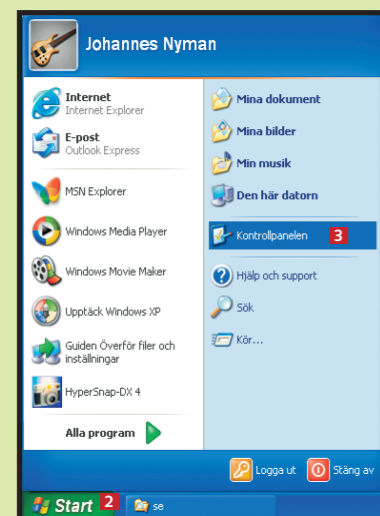 Johannes Nyman
Internet
Internet Explorer
E-post
Outlook Express
MSN Explorer
Windows Media Player
Windows Movie Maker
Upptäck Windows XP
Guiden Överför filer och
inställningar
HyperSnap-DX 4
Alla program
Mina dokument
Mina bilder
Min musik
Den här datorn
Kontrollpanelen 3
Hjälp och support
Sök
Kör...
Logga ut
Stäng av
Start 2
se